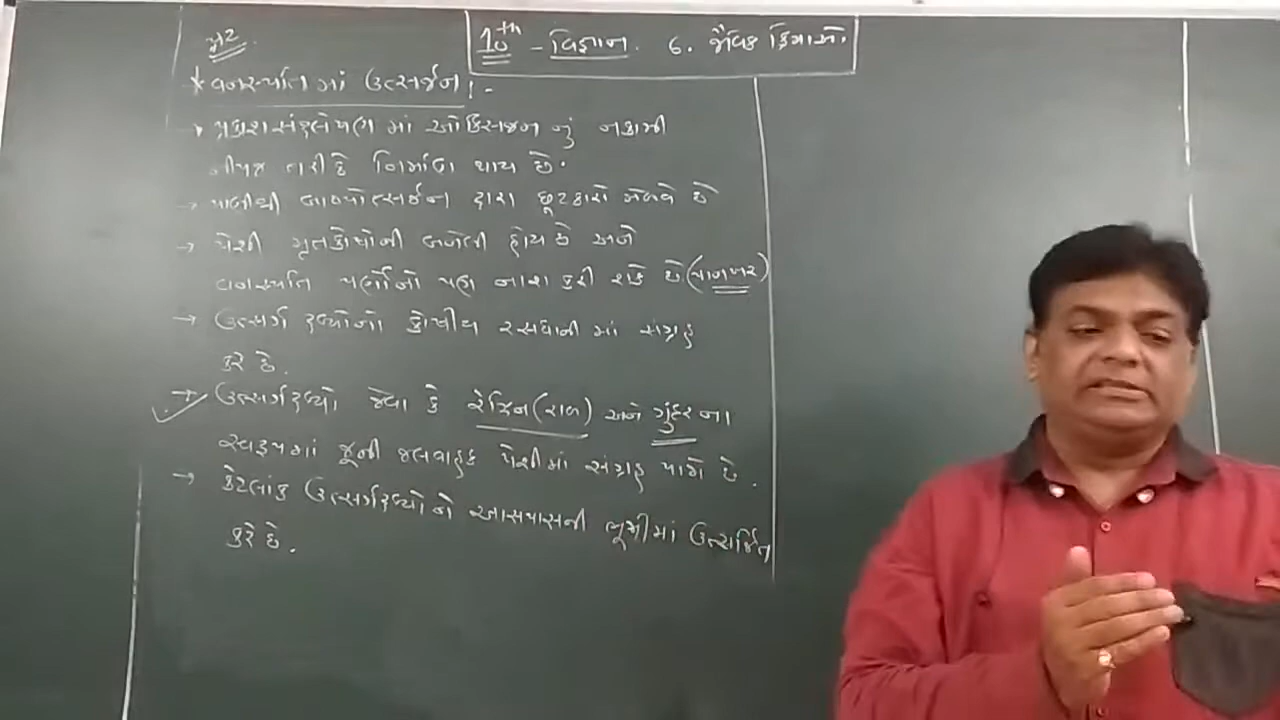 10th - વિજ્ઞાન. 6. જૈવિક ક્રિયાઓ.
* વનસ્પતિ માં ઉત્સર્જન :-
→ પ્રકાશસંશ્લેષણ માં ઓક્સિજન નું નકામી
નીપજ તરીકે નિર્માણ થાય છે.
→ પાણીથી બાષ્પોત્સર્જન દ્વારા છૂટકારો મેળવે છે
→ પેશી મૃતકોષોની બનેલી હોય છે અને
વનસ્પતિ પર્ણોનો પણ નાશ કરી શકે છે (પાનખર)
→ ઉત્સર્ગ દ્રવ્યોનો કોષીય રસધાની માં સંગ્રહ
કરે છે.
→ ઉત્સર્ગદ્રવ્યો જેવા કે રેઝિન (રાળ) અને ગુંદર ના
સ્વરૂપમાં જૂની જલવાહક પેશીમાં સંગ્રહ પામે છે.
→ કેટલાંક ઉત્સર્ગદ્રવ્યો ને આસપાસની ભૂમીમાં ઉત્સર્જિત
કરે છે.